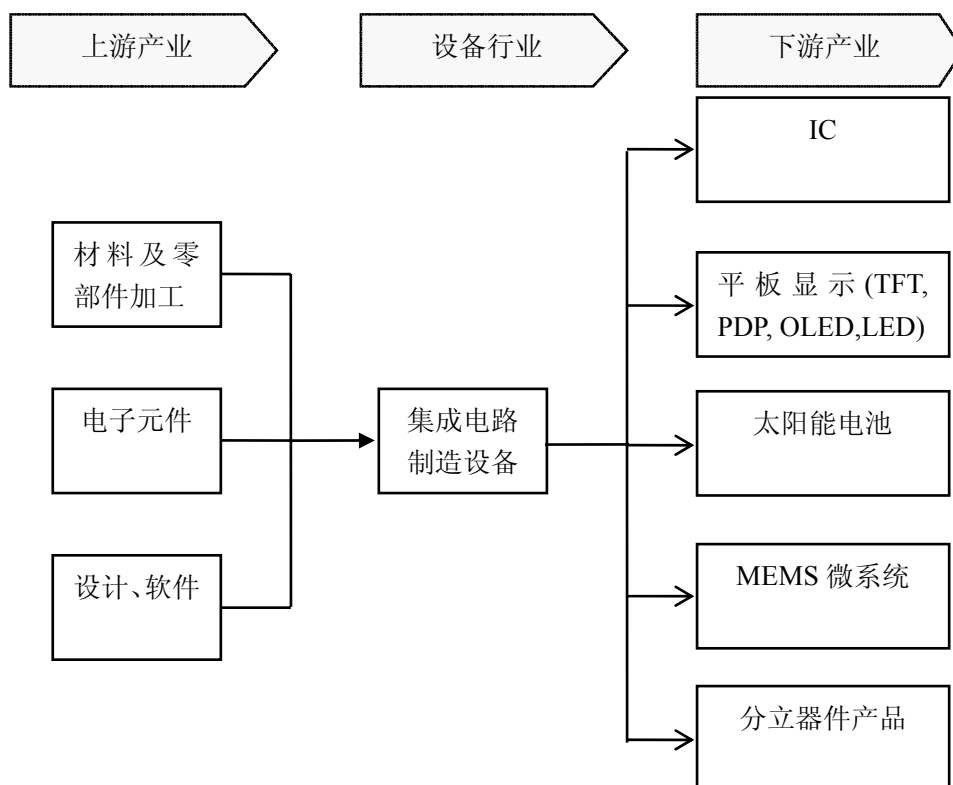 上游产业
设备行业
下游产业
IC
材料及零
部件加工
平板显示(TFT,
PDP, OLED,LED)
电子元件
集成电路
制造设备
太阳能电池
设计、软件
MEMS 微系统
分立器件产品